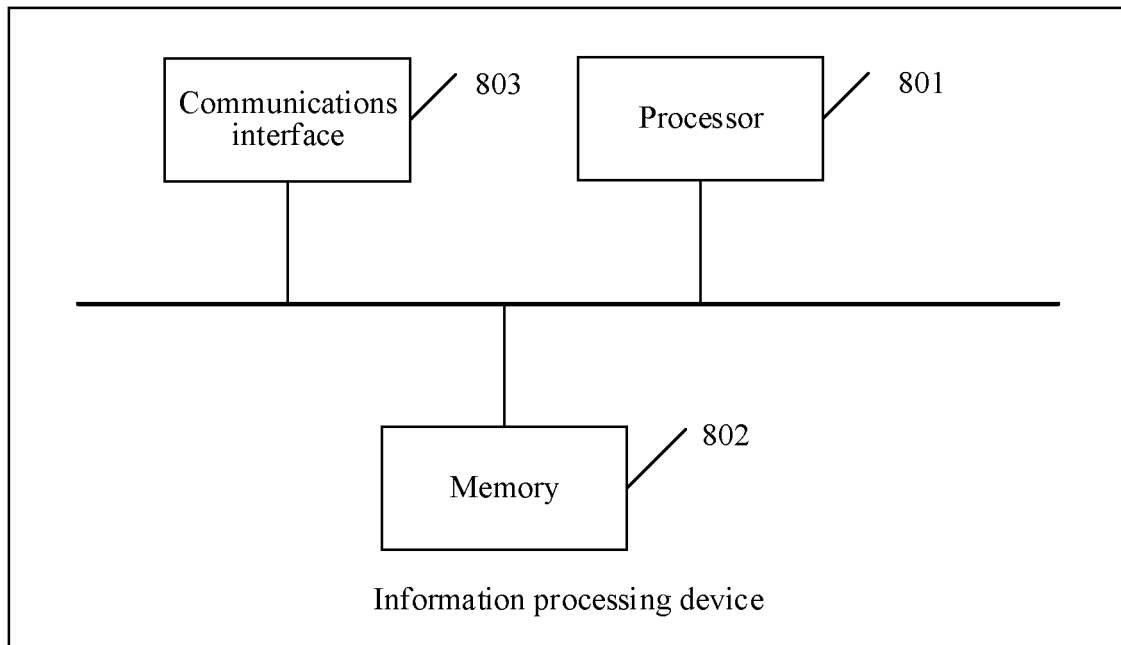 Communications
interface
803
Processor
801
Memory
802
Information processing device